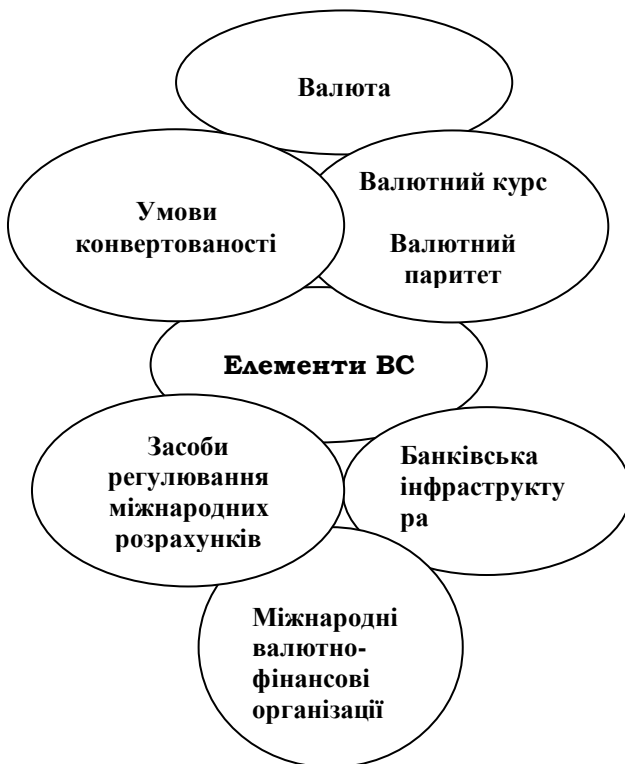 Валюта
Умови
конвертованості
Валютний курс
Валютний
паритет
Елементи ВС
Засоби
регулювання
міжнародних
розрахунків
Банківська
інфраструкту
ра
Міжнародні
валютно-
фінансові
організації